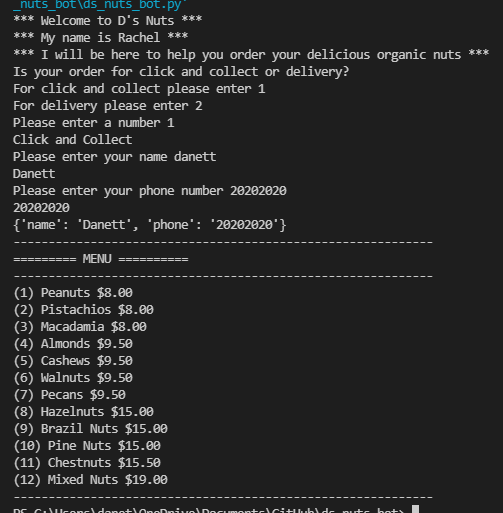 _nuts_bot\ds_nuts_bot.py`
*** Welcome to D's Nuts ***
*** My name is Rachel ***
*** I will be here to help you order your delicious organic nuts ***
Is your order for click and collect or delivery?
For click and collect please enter 1
For delivery please enter 2
Please enter a number 1
Click and Collect
Please enter your name danett
Danett
Please enter your phone number 20202020
20202020
{'name': 'Danett', 'phone': '20202020'}
------------------------------------------------------------
========= MENU ==========
------------------------------------------------------------
(1) Peanuts $8.00
(2) Pistachios $8.00
(3) Macadamia $8.00
(4) Almonds $9.50
(5) Cashews $9.50
(6) Walnuts $9.50
(7) Pecans $9.50
(8) Hazelnuts $15.00
(9) Brazil Nuts $15.00
(10) Pine Nuts $15.00
(11) Chestnuts $15.50
(12) Mixed Nuts $19.00
------------------------------------------------------------
PS C:\Users\danet\OneDrive\Documents\GitHub\ds_nuts_bot>